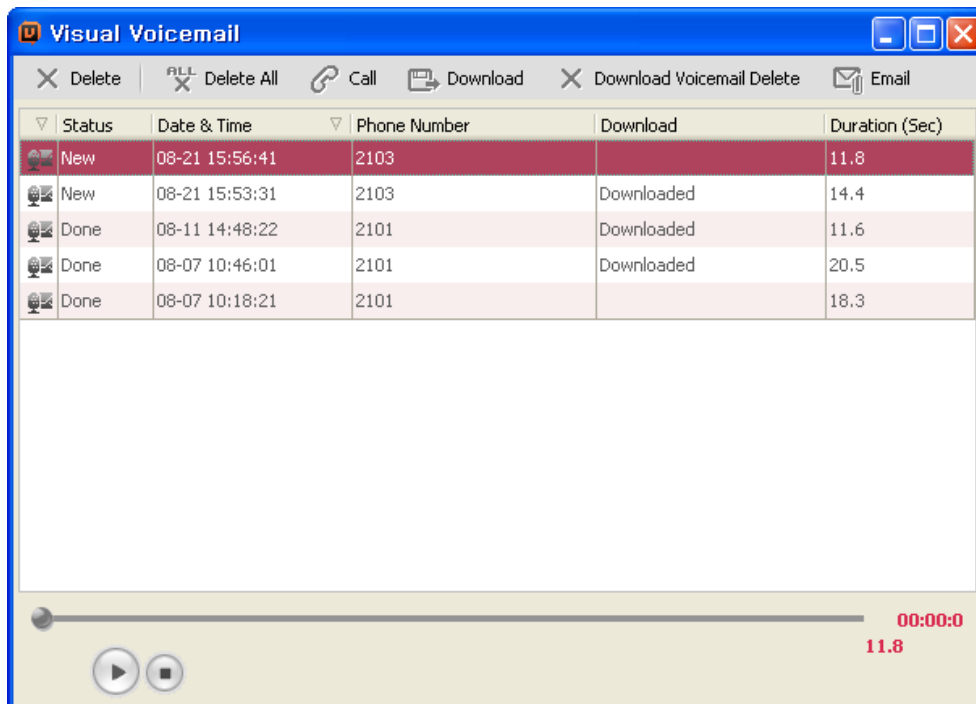 Visual Voicemail
Delete ALL Delete All Call Download Download Voicemail Delete Email
Status Date & Time Phone Number Download Duration (Sec)
New 08-21 15:56:41 2103 11.8
New 08-21 15:53:31 2103 Downloaded 14.4
Done 08-11 14:48:22 2101 Downloaded 11.6
Done 08-07 10:46:01 2101 Downloaded 20.5
Done 08-07 10:18:21 2101 18.3
00:00:0
11.8